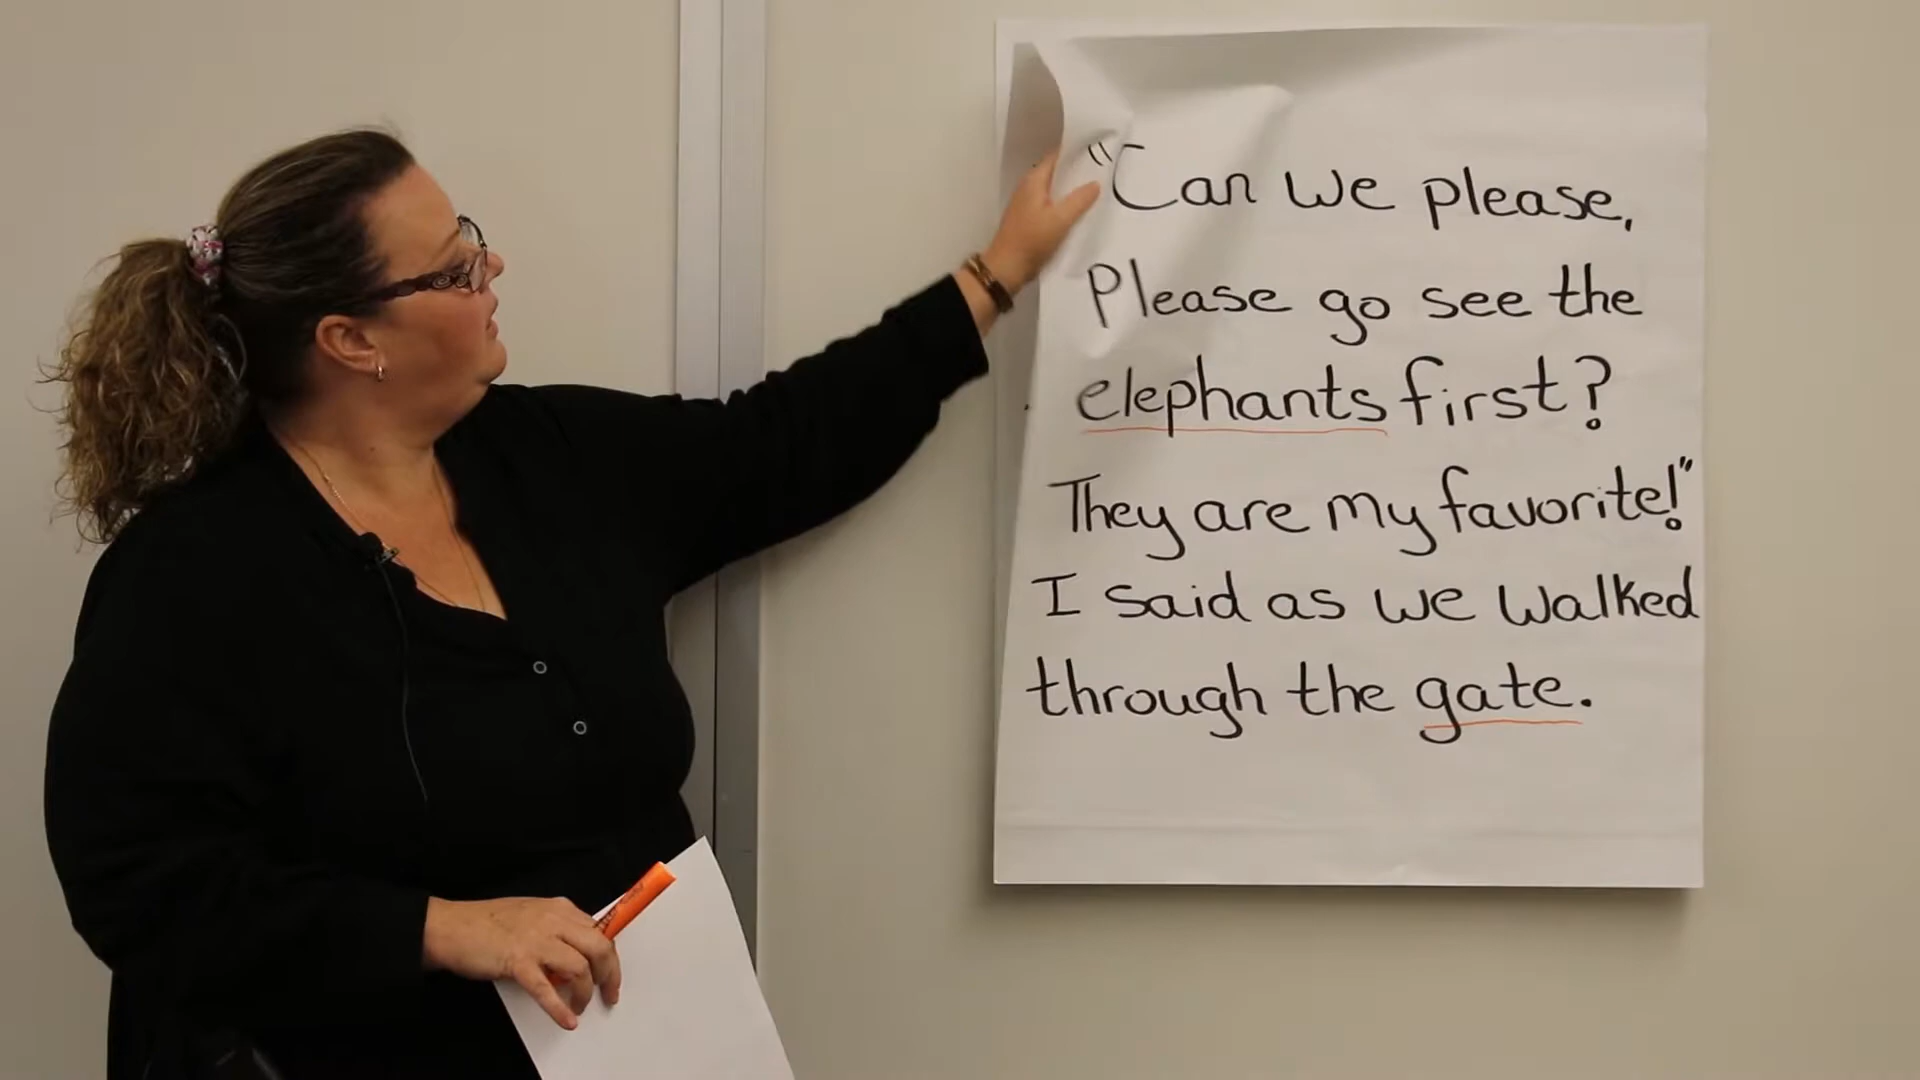 "Can we please,
Please go see the
elephants first?
They are my favorite!"
I said as we walked
through the gate.